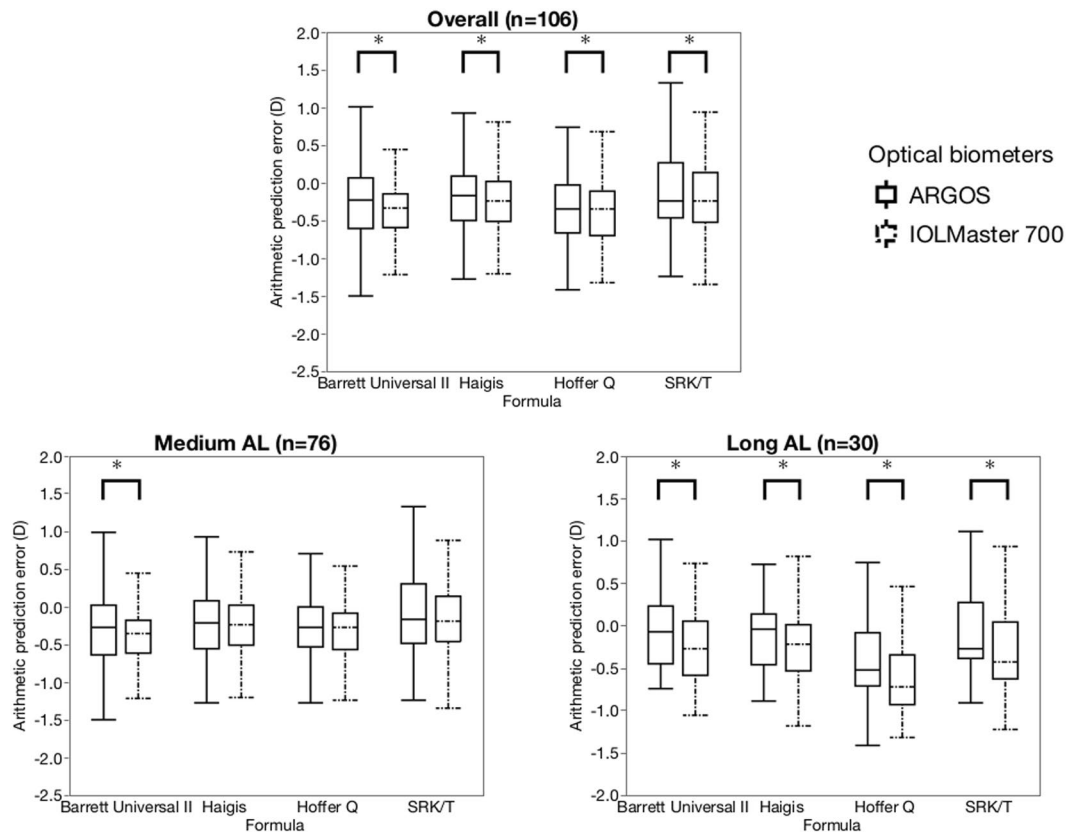 Overall (n=106)
* * * *
Arithmetic prediction error (D)
2.0
1.0
0.5
0.0
-0.5
-1.0
-1.5
-2.0
-2.5
Barrett Universal II Haigis Hoffer Q SRK/T
Formula
Optical biometers
ARGOS
IOLMaster 700
Medium AL (n=76)
*
Arithmetic prediction error (D)
2.0
1.5
1.0
0.5
0.0
-0.5
-1.0
-1.5
-2.0
-2.5
Barrett Universal II Haigis Hoffer Q SRK/T
Formula
Long AL (n=30)
* * * *
Arithmetic prediction error (D)
2.0
1.5
1.0
0.5
0.0
-0.5
-1.0
-1.5
-2.0
Barrett Universal II Haigis Hoffer Q SRK/T
Formula